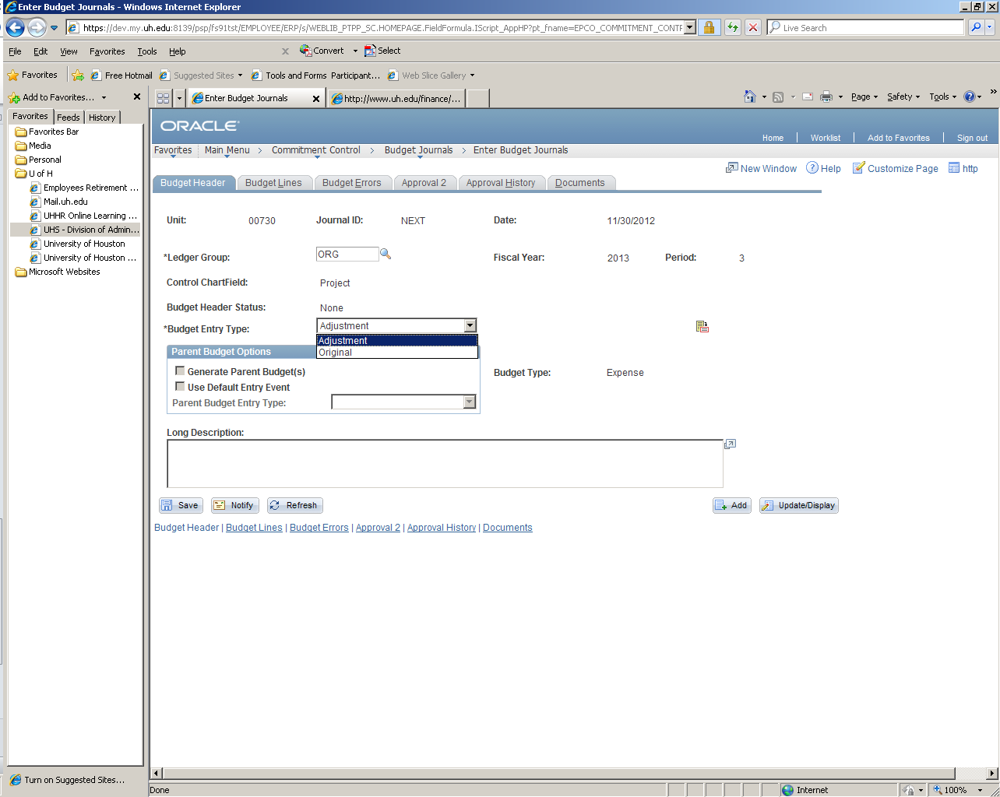 Enter Budget Journals - Windows Internet Explorer
https://dev.my.uh.edu:8139/psp/fs91tst/EMPLOYEE/ERP/s/WEBLIB_PTPP_SC.HOMEPAGE.FieldFormula.IScript_AppHP?pt_fname=EPCO_COMMITMENT_CONTF
Live Search
File Edit View Favorites Tools Help
x Convert Select
Favorites Free Hotmail Suggested Sites Tools and Forms Participant... Web Slice Gallery
Add to Favorites... Enter Budget Journals http://www.uh.edu/finance/... Page Safety Tools
Favorites Feeds History
Favorites Bar
Media
Personal
U of H
Employees Retirement ...
Mail.uh.edu
UHHR Online Learning ...
UHS - Division of Admin...
University of Houston
University of Houston ...
Microsoft Websites
Turn on Suggested Sites...
ORACLE
Home Worklist Add to Favorites Sign out
Favorites Main Menu > Commitment Control > Budget Journals > Enter Budget Journals
New Window Help Customize Page http
Budget Header Budget Lines Budget Errors Approval 2 Approval History Documents
Unit: 00730 Journal ID: NEXT Date: 11/30/2012
*Ledger Group: ORG Fiscal Year: 2013 Period: 3
Control ChartField: Project
Budget Header Status: None
*Budget Entry Type: Adjustment
Adjustment
Original
Parent Budget Options
Generate Parent Budget(s)
Budget Type: Expense
Use Default Entry Event
Parent Budget Entry Type:
Long Description:
Save Notify Refresh Add Update/Display
Budget Header | Budget Lines | Budget Errors | Approval 2 | Approval History | Documents
Done Internet 100%